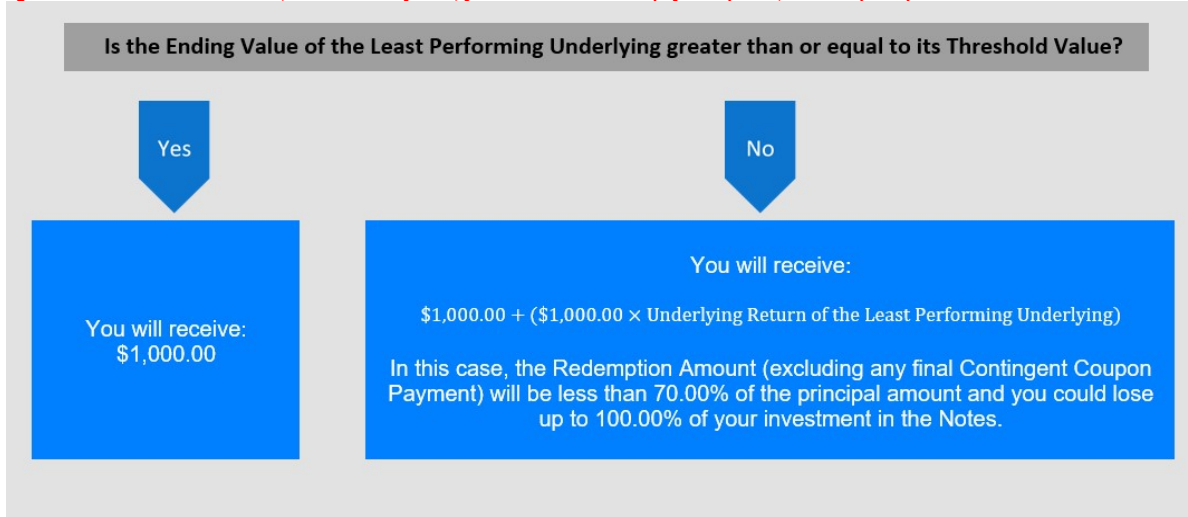 Is the Ending Value of the Least Performing Underlying greater than or equal to its Threshold Value?
Yes
No
You will receive:
$1,000.00
You will receive:
$1,000.00 + ($1,000.00 × Underlying Return of the Least Performing Underlying)
In this case, the Redemption Amount (excluding any final Contingent Coupon
Payment) will be less than 70.00% of the principal amount and you could lose
up to 100.00% of your investment in the Notes.